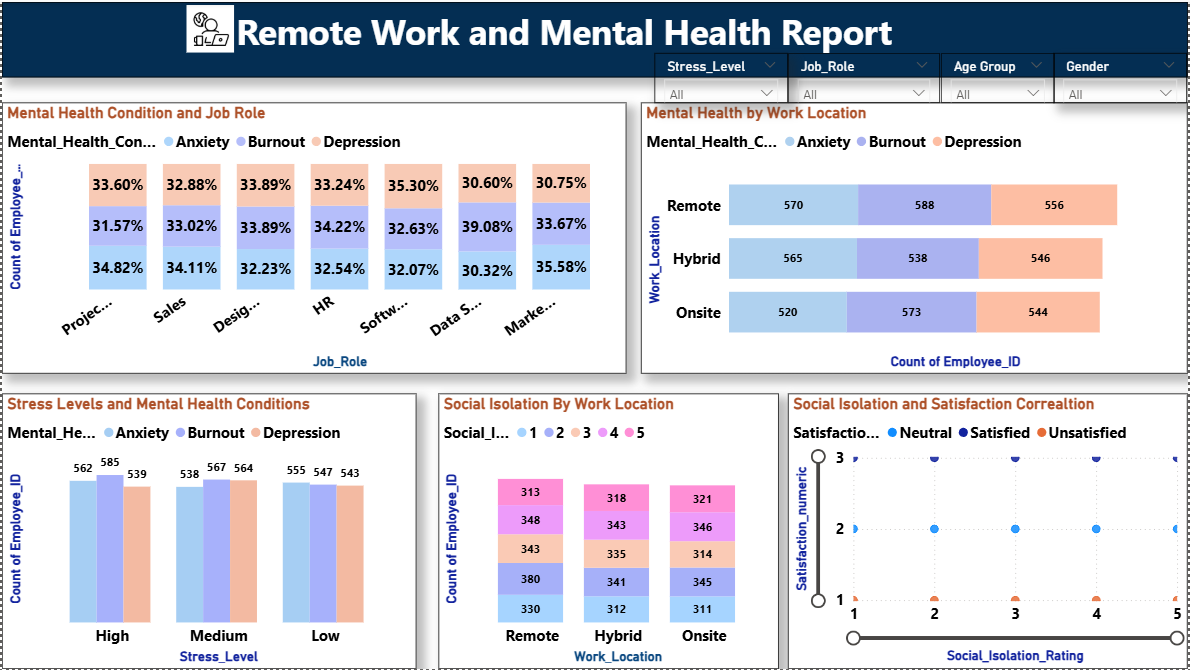 Remote Work and Mental Health Report
Stress_Level Job_Role Age Group Gender
All All All All
Mental Health Condition and Job Role
Mental_Health_Con... Anxiety Burnout Depression
Count of Employee_...
33.60% 32.88% 33.89% 33.24% 35.30% 30.60% 30.75%
31.57% 33.02% 33.89% 34.22% 32.63% 39.08% 33.67%
34.82% 34.11% 32.23% 32.54% 32.07% 30.32% 35.58%
Projec... Sales Desig... HR Softw... Data S... Marke...
Job_Role
Mental Health by Work Location
Mental_Health_C... Anxiety Burnout Depression
Work_Location
Remote 570 588 556
Hybrid 565 538 546
Onsite 520 573 544
Count of Employee_ID
Stress Levels and Mental Health Conditions
Mental_He... Anxiety Burnout Depression
Count of Employee_ID
562 585 539 538 567 564 555 547 543
High Medium Low
Stress_Level
Social Isolation By Work Location
Social_I... 1 2 3 4 5
Count of Employee_ID
313 318 321
348 343 346
343 335 314
380 341 345
330 312 311
Remote Hybrid Onsite
Work_Location
Social Isolation and Satisfaction Correaltion
Satisfactio... Neutral Satisfied Unsatisfied
Satisfaction_numeric
3
2
1
1 2 3 4 5
Social_Isolation_Rating